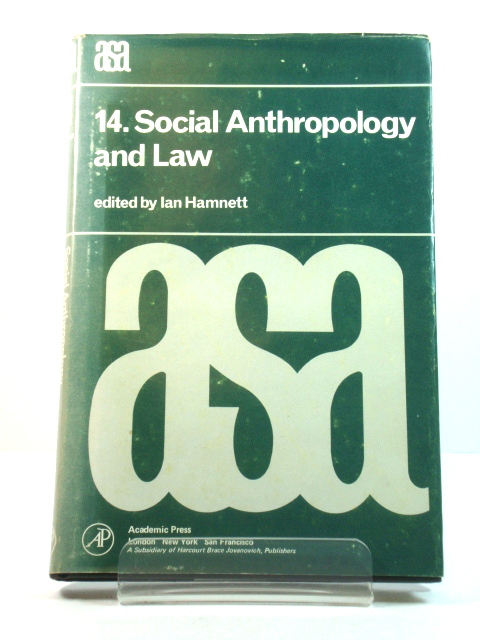 asa
14. Social Anthropology
and Law
edited by Ian Hamnett
asa
AP
Academic Press
London New York San Francisco
A Subsidiary of Harcourt Brace Jovanovich, Publishers